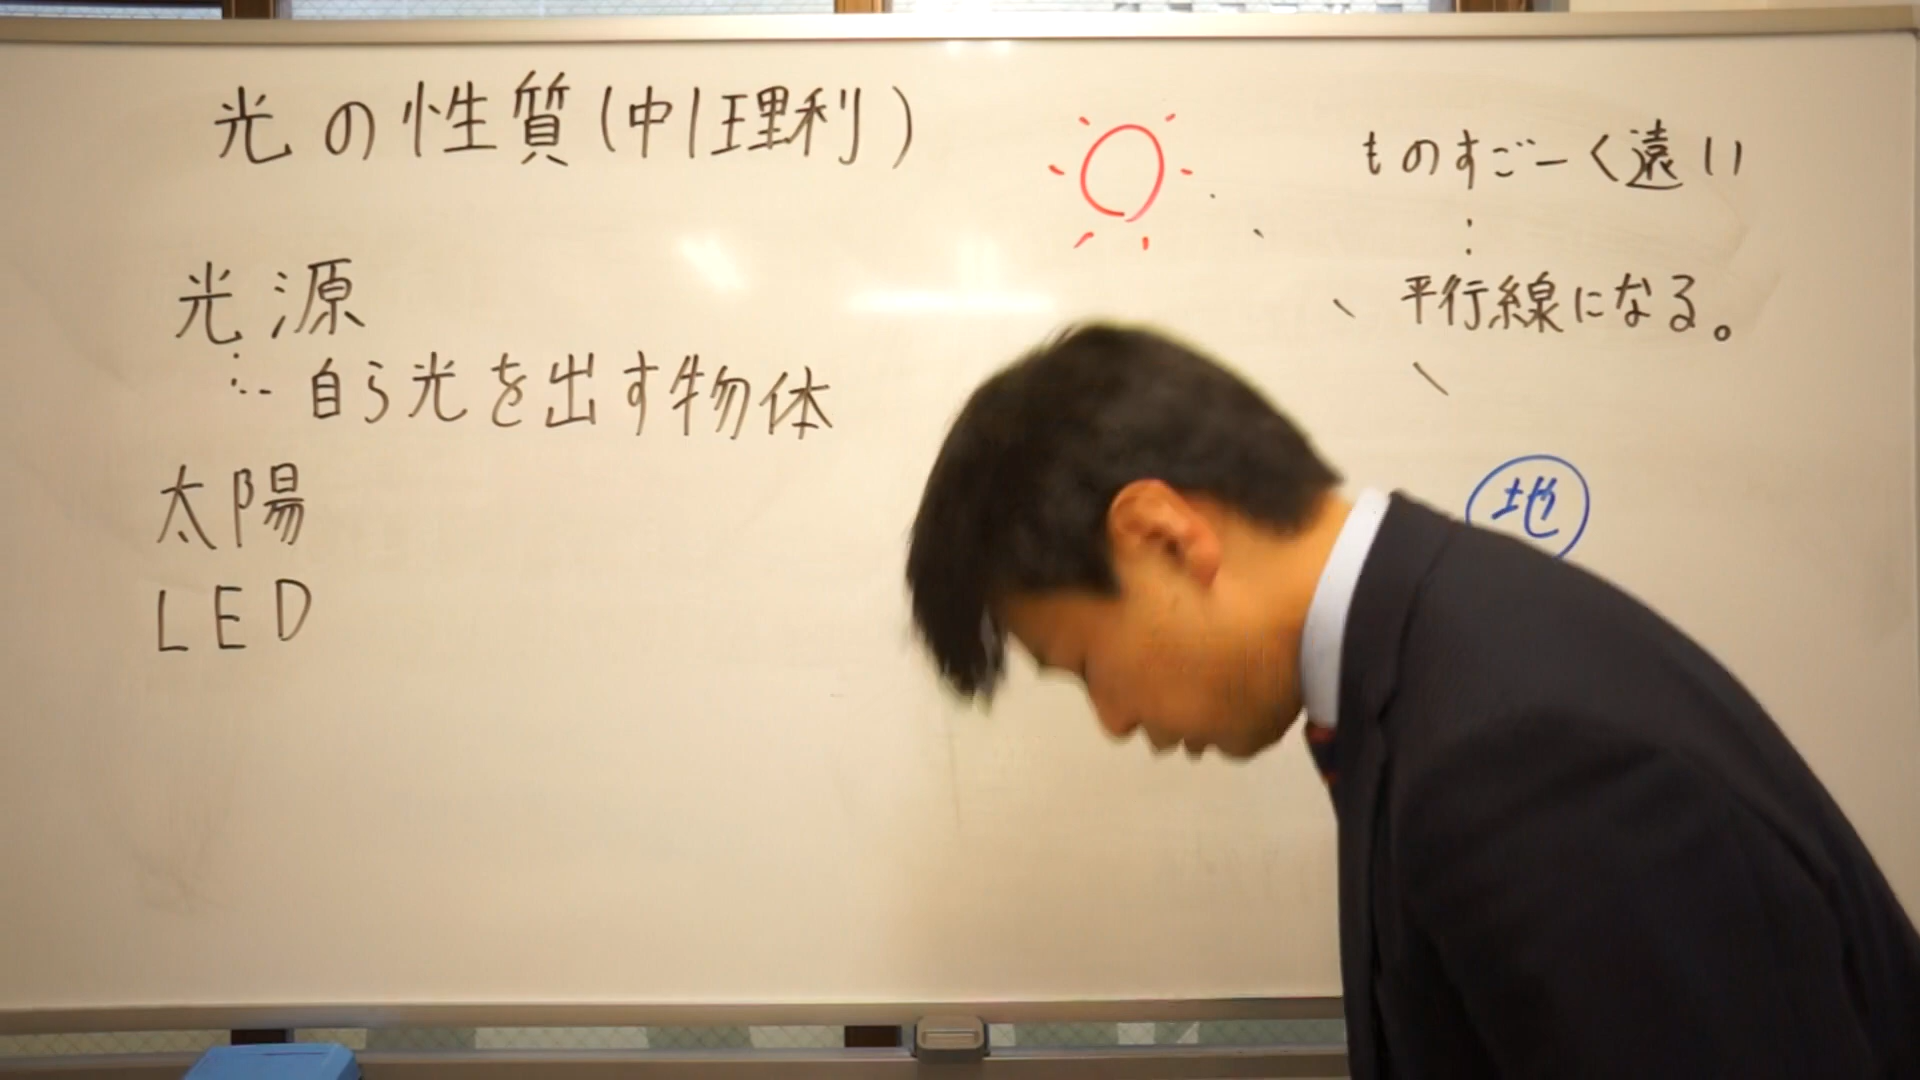 光の性質(中1理科)
光源
自ら光を出す物体
太陽
LED
ものすごーく遠い
平行線になる。
地